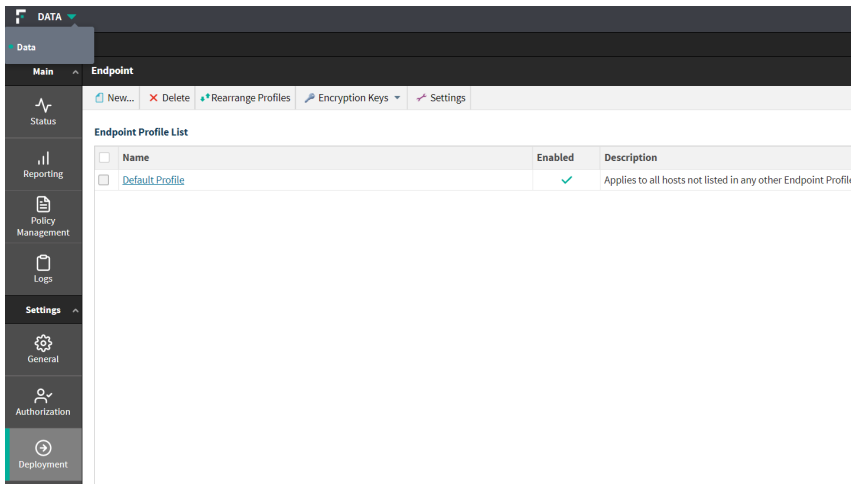 DATA
Data
Main
Endpoint
New...
Delete
Rearrange Profiles
Encryption Keys
Settings
Status
Endpoint Profile List
Name
Enabled
Description
Default Profile
Applies to all hosts not listed in any other Endpoint Profile
Reporting
Policy
Management
Logs
Settings
General
Authorization
Deployment